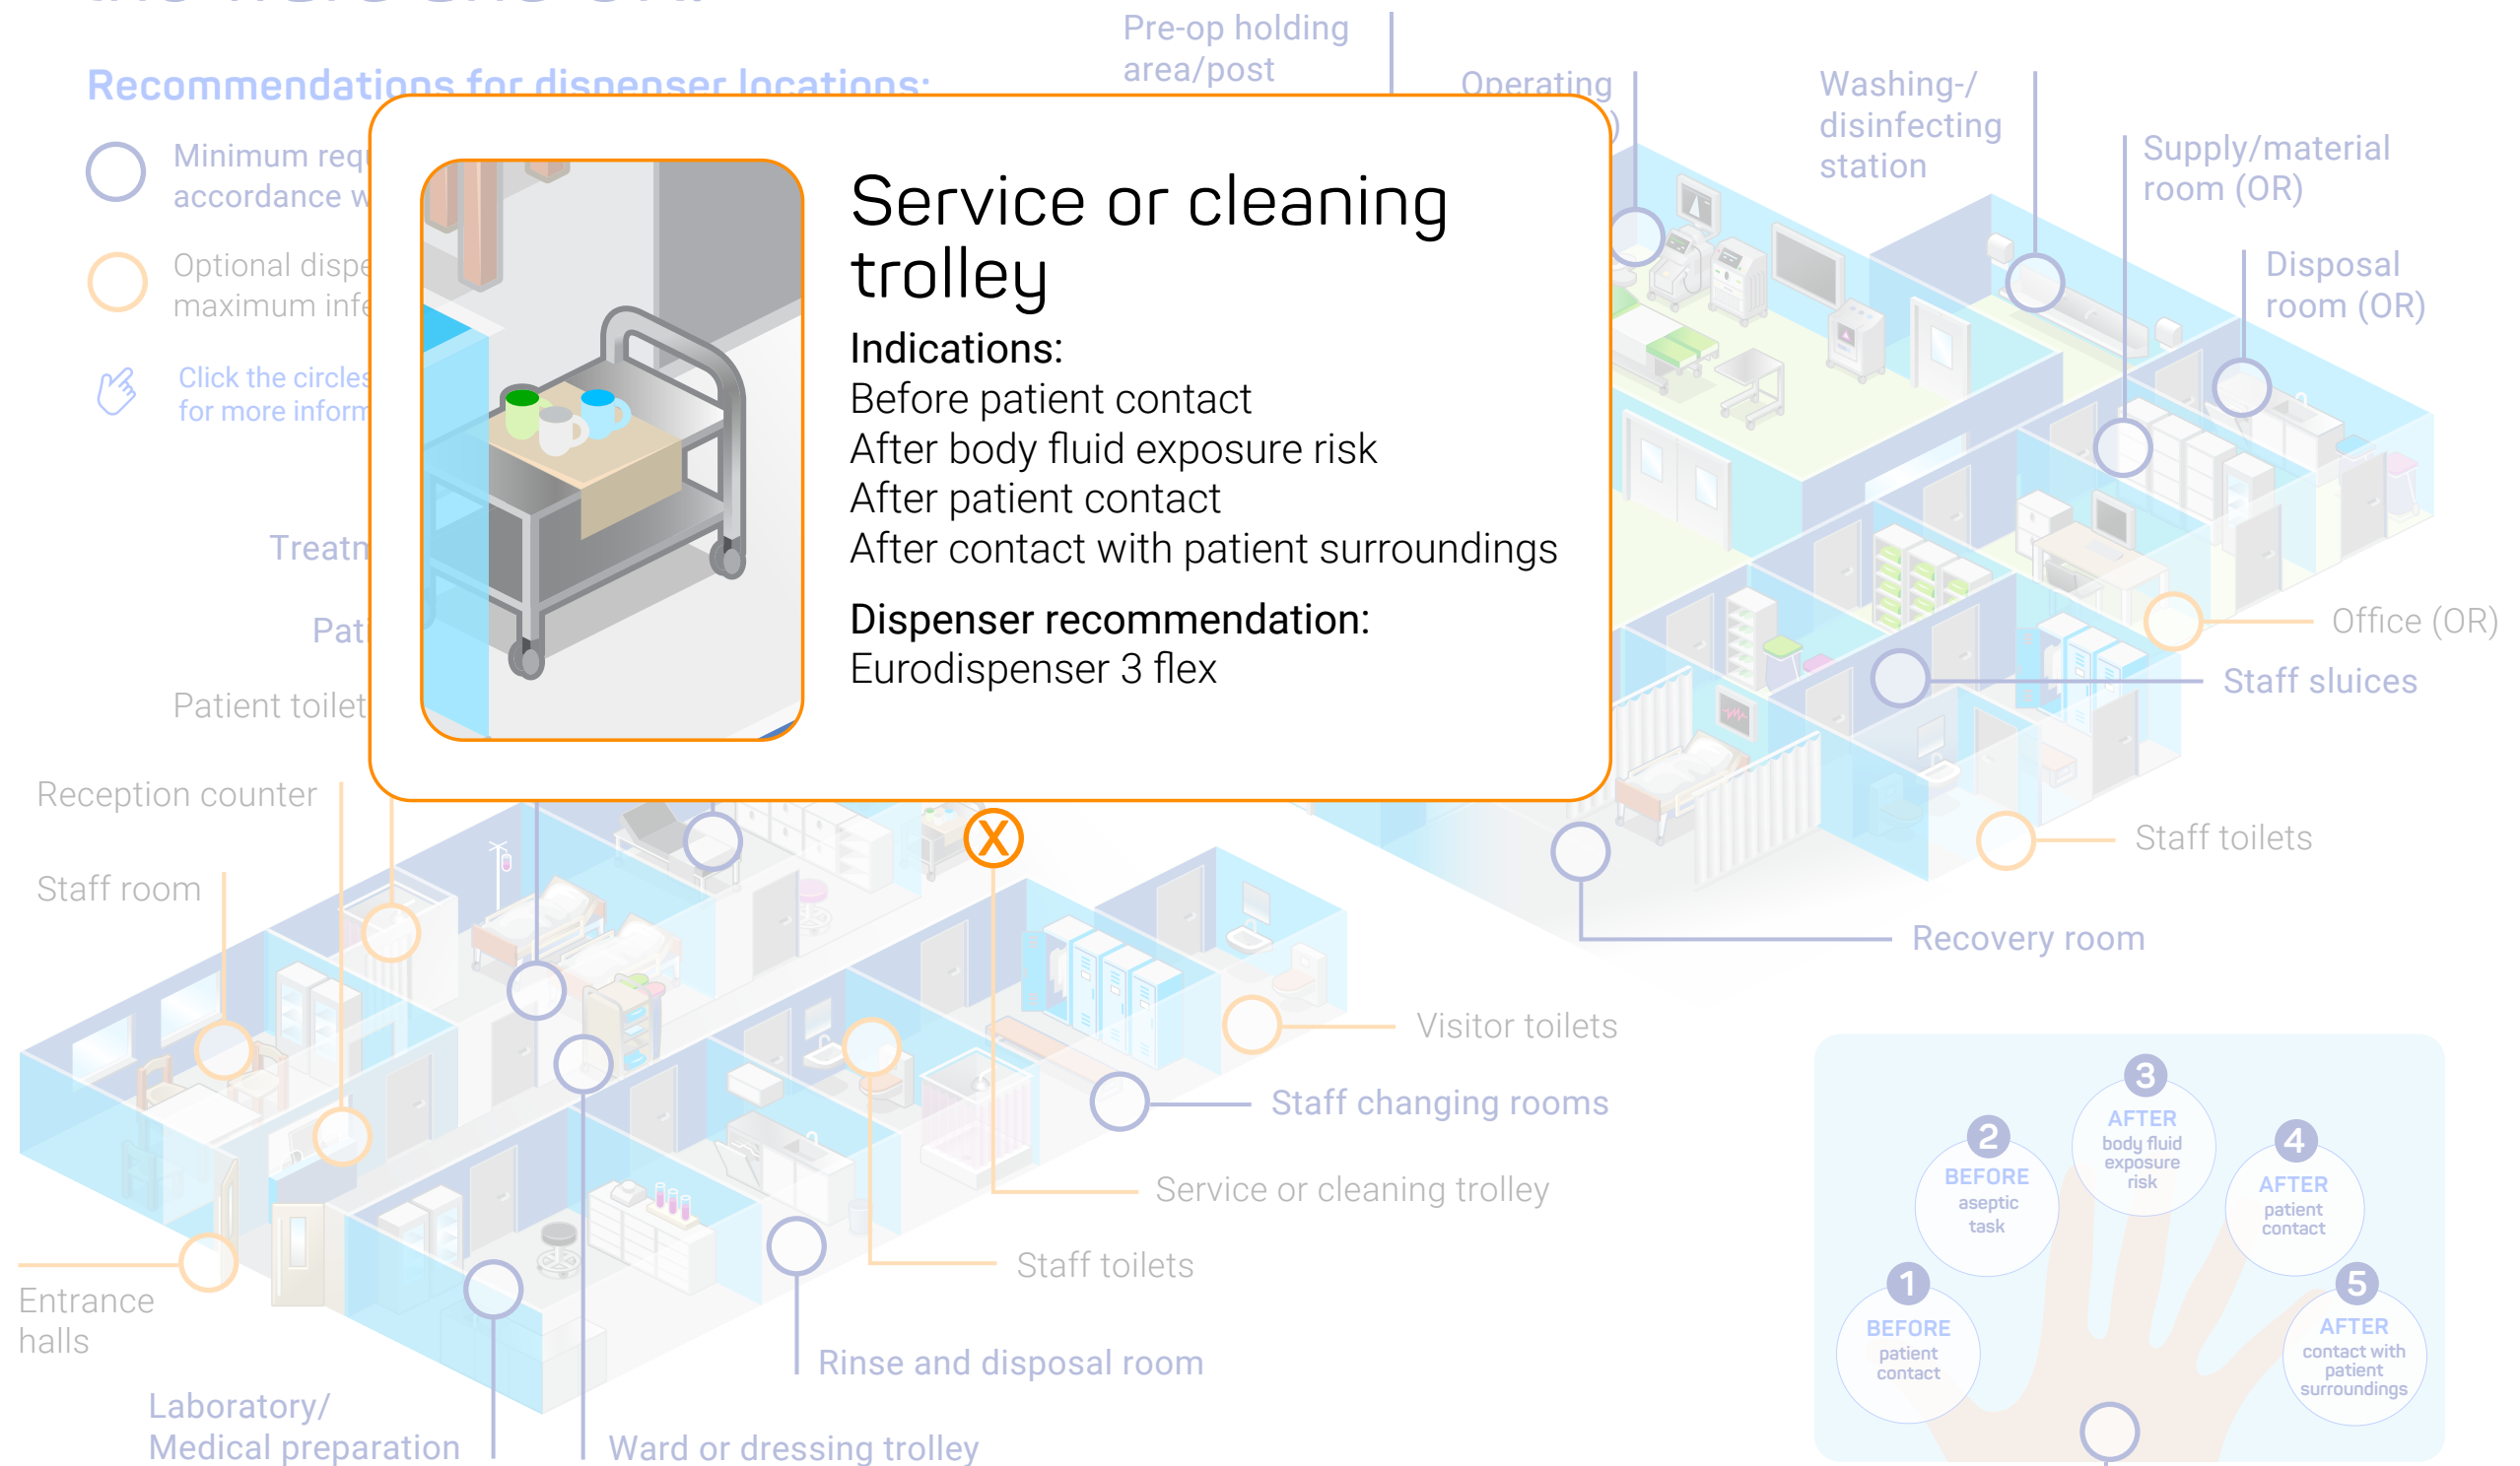 Recommendations for dispenser locations:
Minimum
accordance
Optional
maximum
Click the circles
for more
Patient toilet
Reception counter
Staff room
Entrance
halls
Laboratory/
Medical preparation
Ward or dressing trolley
Rinse and disposal room
Staff toilets
Service or cleaning trolley
Staff changing rooms
Visitor toilets
Pre-op holding
area/post
Operating
Washing-/
disinfecting
station
Supply/material
room (OR)
Disposal
room (OR)
Office (OR)
Staff sluices
Staff toilets
Recovery room
Service or cleaning
trolley
Indications:
Before patient contact
After body fluid exposure risk
After patient contact
After contact with patient surroundings
Dispenser recommendation:
Eurodispenser 3 flex
X
1
BEFORE
patient
contact
2
BEFORE
aseptic
task
3
AFTER
body fluid
exposure
risk
4
AFTER
patient
contact
5
AFTER
contact with
patient
surroundings